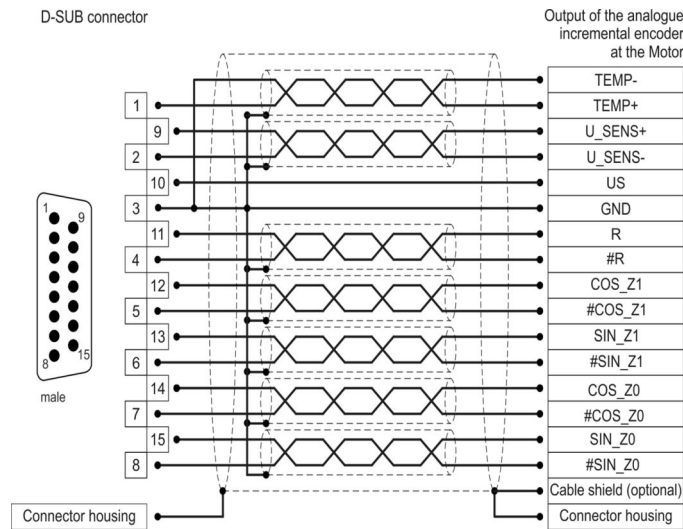 D-SUB connector
Output of the analogue
incremental encoder
at the Motor
TEMP-
1
TEMP+
9
U_SENS+
2
U_SENS-
10
US
3
GND
11
R
4
#R
12
COS_Z1
5
#COS_Z1
13
SIN_Z1
6
#SIN_Z1
14
COS_Z0
7
#COS_Z0
15
SIN_Z0
8
#SIN_Z0
1
9
8
15
male
Cable shield (optional)
Connector housing
Connector housing